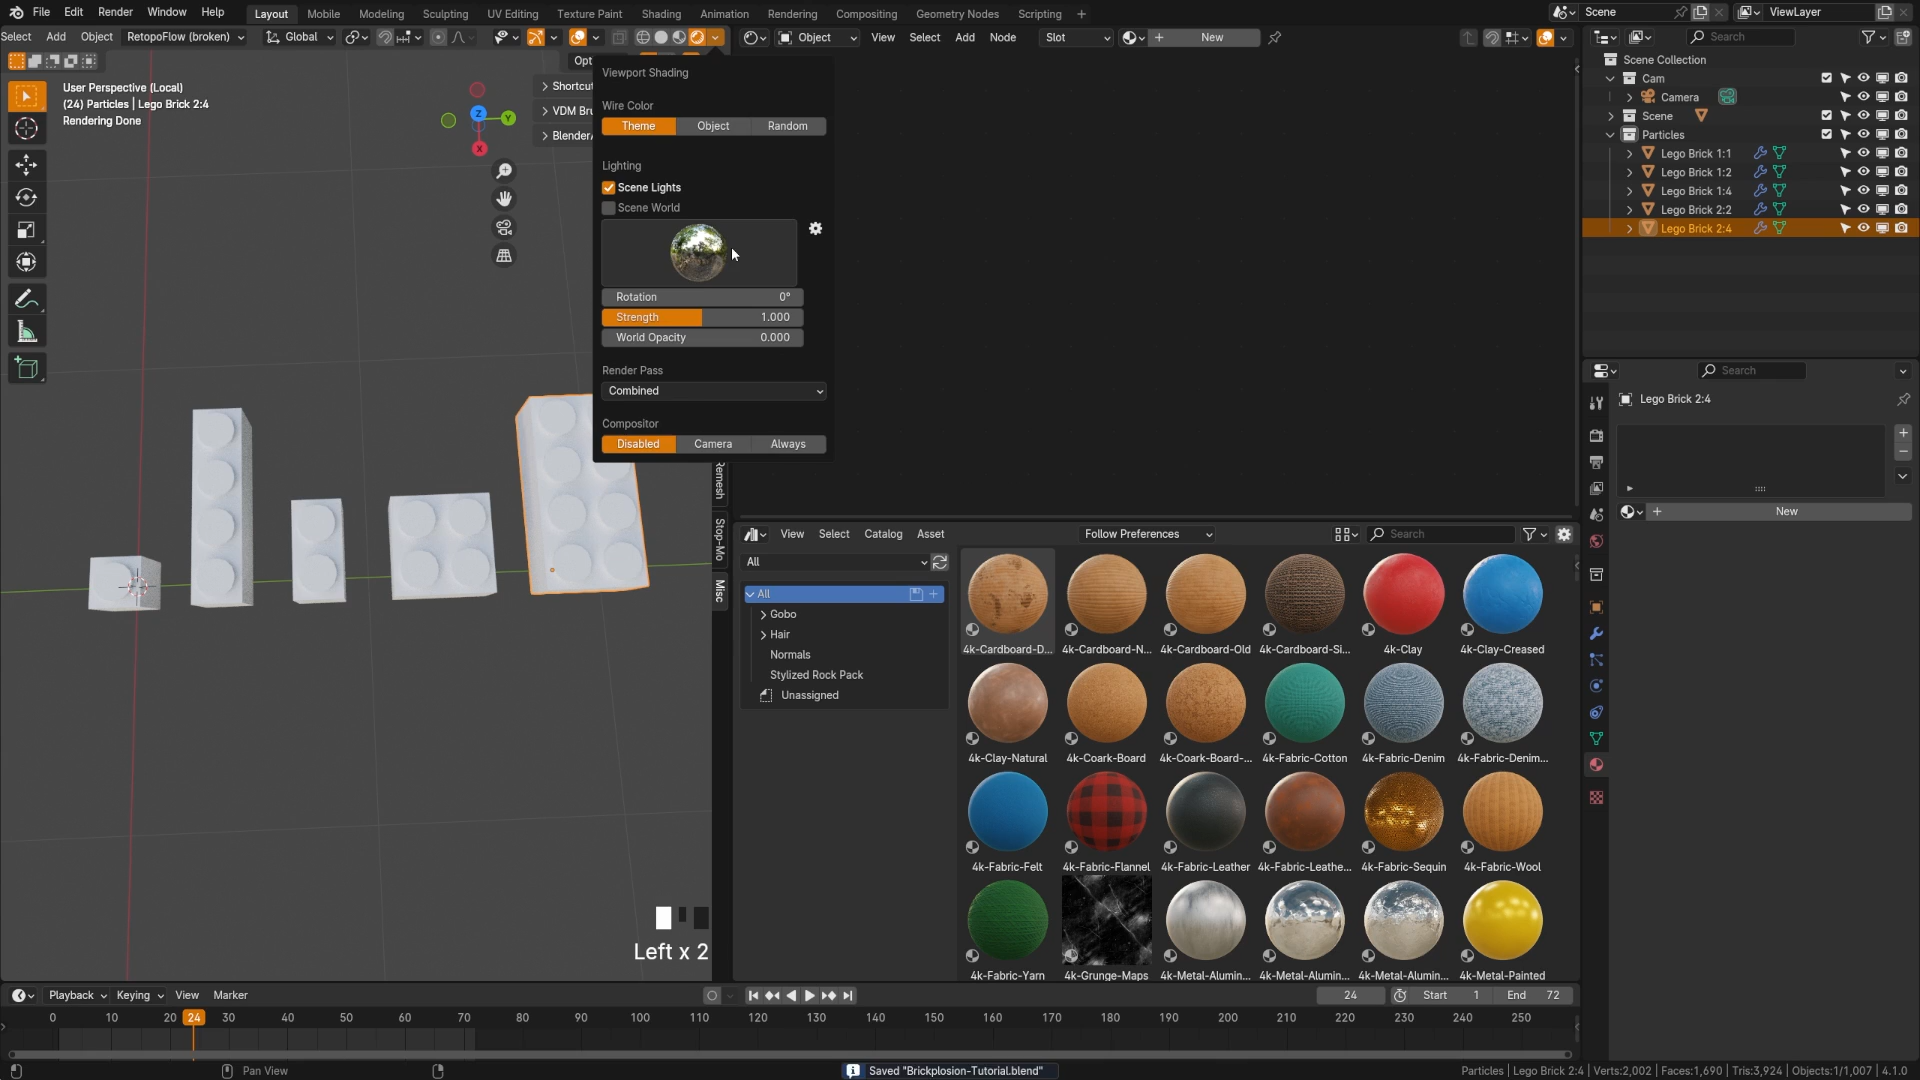 File Edit Render Window Help Layout Mobile Modeling Sculpting UV Editing Texture Paint Shading Animation Rendering Compositing Geometry Nodes Scripting + Scene ViewLayer
Select Add Object RetopoFlow (broken) Global Object View Select Add Node Slot New Search
Opt
User Perspective (Local)
(24) Particles | Lego Brick 2:4
Rendering Done
Z
Y
X
Shortcut
VDM Bru
Blender
Viewport Shading
Wire Color
Theme Object Random
Lighting
Scene Lights
Scene World
Rotation 0°
Strength 1.000
World Opacity 0.000
Render Pass
Combined
Compositor
Disabled Camera Always
Remesh
Stop-Mo
Misc
Left x 2
Scene Collection
Cam
Camera
Scene
Particles
Lego Brick 1:1
Lego Brick 1:2
Lego Brick 1:4
Lego Brick 2:2
Lego Brick 2:4
Search
Lego Brick 2:4
New
View Select Catalog Asset Follow Preferences Search
All
All
Gobo
Hair
Normals
Stylized Rock Pack
Unassigned
4k-Cardboard-D... 4k-Cardboard-N... 4k-Cardboard-Old 4k-Cardboard-Si... 4k-Clay 4k-Clay-Creased
4k-Clay-Natural 4k-Coark-Board 4k-Coark-Board-... 4k-Fabric-Cotton 4k-Fabric-Denim 4k-Fabric-Denim...
4k-Fabric-Felt 4k-Fabric-Flannel 4k-Fabric-Leather 4k-Fabric-Leathe... 4k-Fabric-Sequin 4k-Fabric-Wool
4k-Fabric-Yarn 4k-Grunge-Maps 4k-Metal-Alumin... 4k-Metal-Alumin... 4k-Metal-Alumin... 4k-Metal-Painted
Playback Keying View Marker 24 Start 1 End 72
0 10 20 24 30 40 50 60 70 80 90 100 110 120 130 140 150 160 170 180 190 200 210 220 230 240 250
Pan View Saved "Brickplosion-Tutorial.blend" Particles | Lego Brick 2:4 | Verts:2,002 | Faces:1,690 | Tris:3,924 | Objects:1/1,007 | 4.1.0